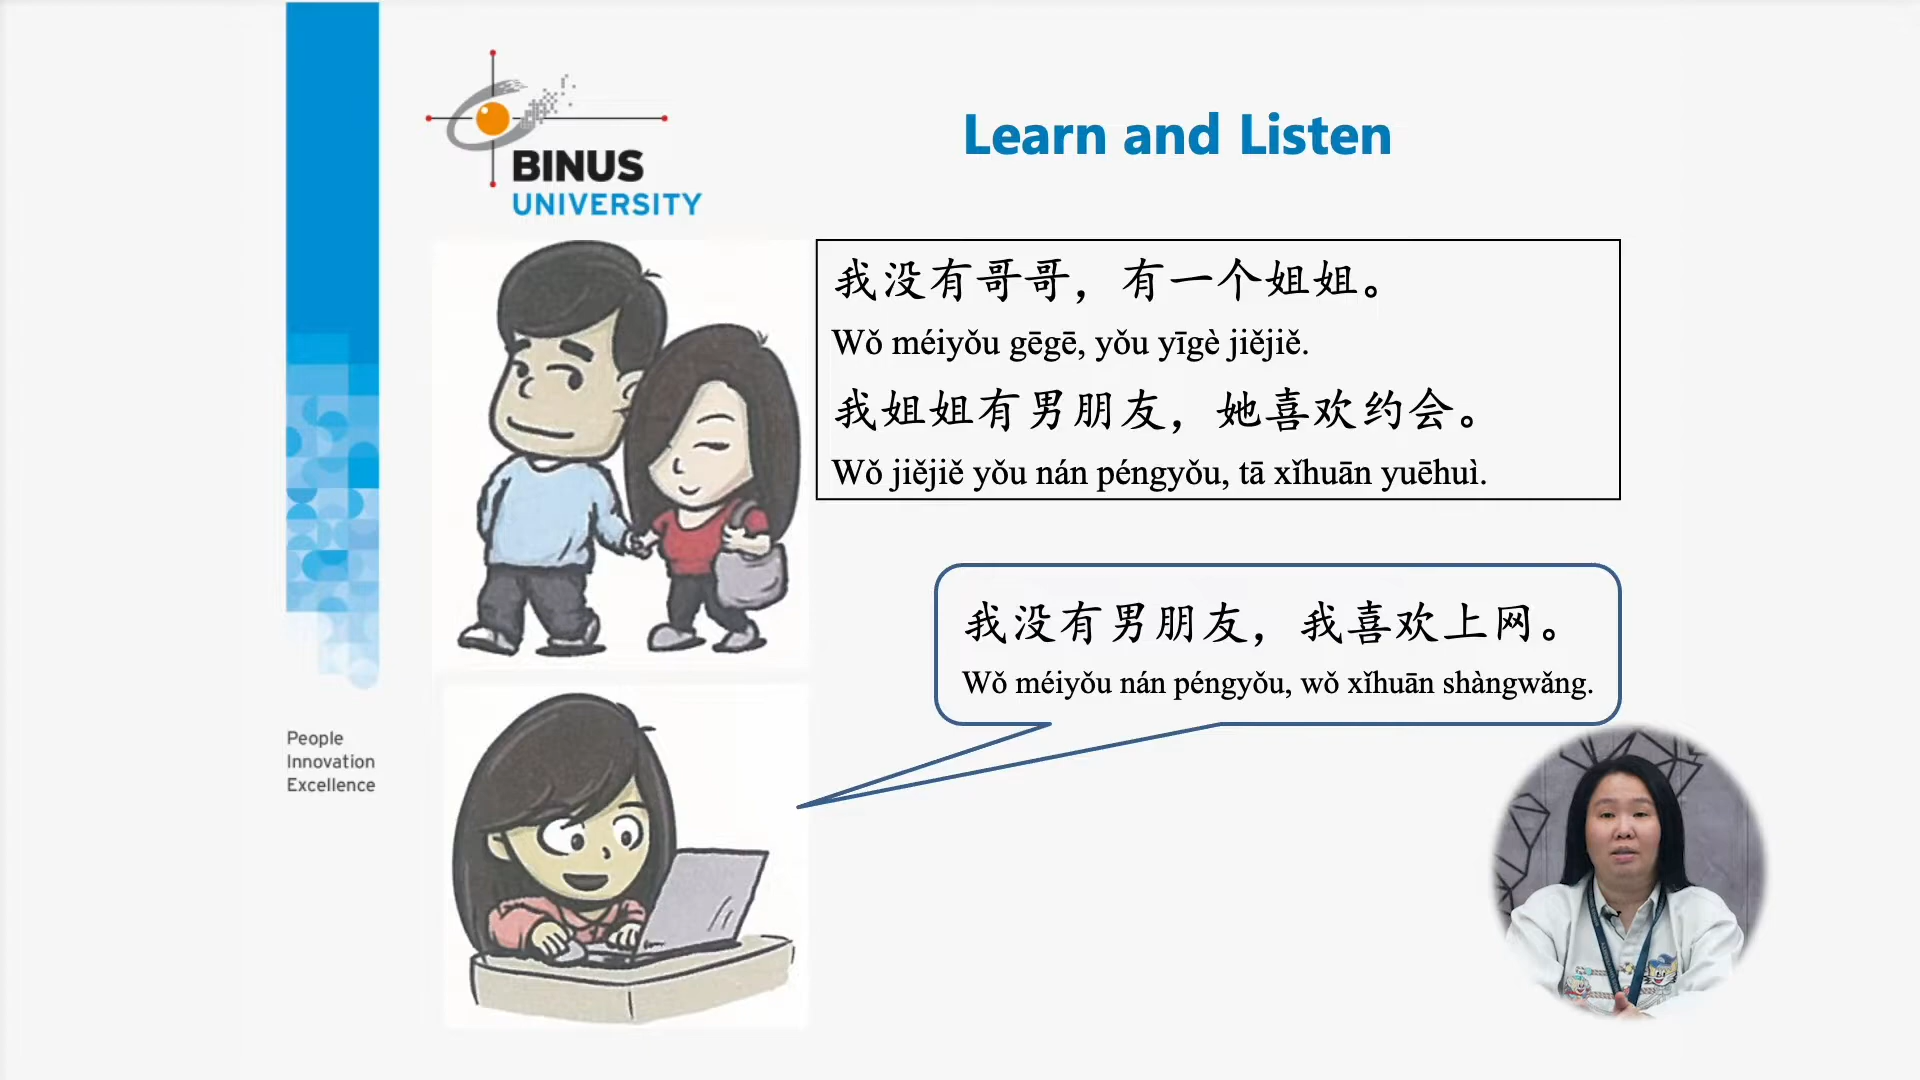 BINUS
UNIVERSITY
Learn and Listen
我没有哥哥，有一个姐姐。
Wǒ méiyǒu gēgē, yǒu yīgè jiějiě.
我姐姐有男朋友，她喜欢约会。
Wǒ jiějiě yǒu nán péngyǒu, tā xǐhuān yuēhuì.
我没有男朋友，我喜欢上网。
Wǒ méiyǒu nán péngyǒu, wǒ xǐhuān shàngwǎng.
People
Innovation
Excellence